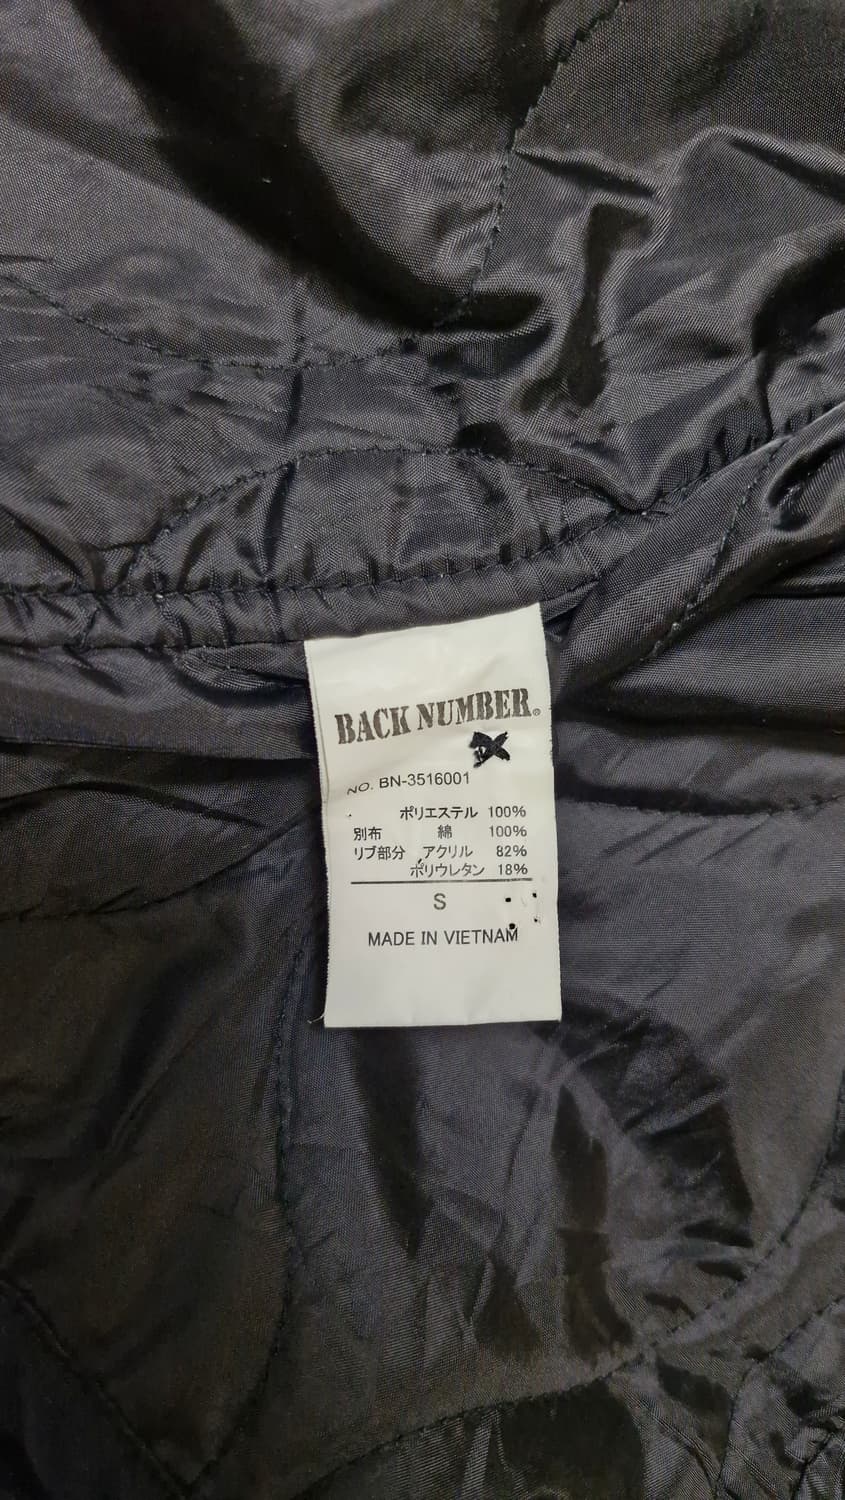 BACK NUMBER®
NO. BN-3516001
ポリエステル 100%
別布 綿 100%
リブ部分 アクリル 82%
ポリウレタン 18%
S
MADE IN VIETNAM